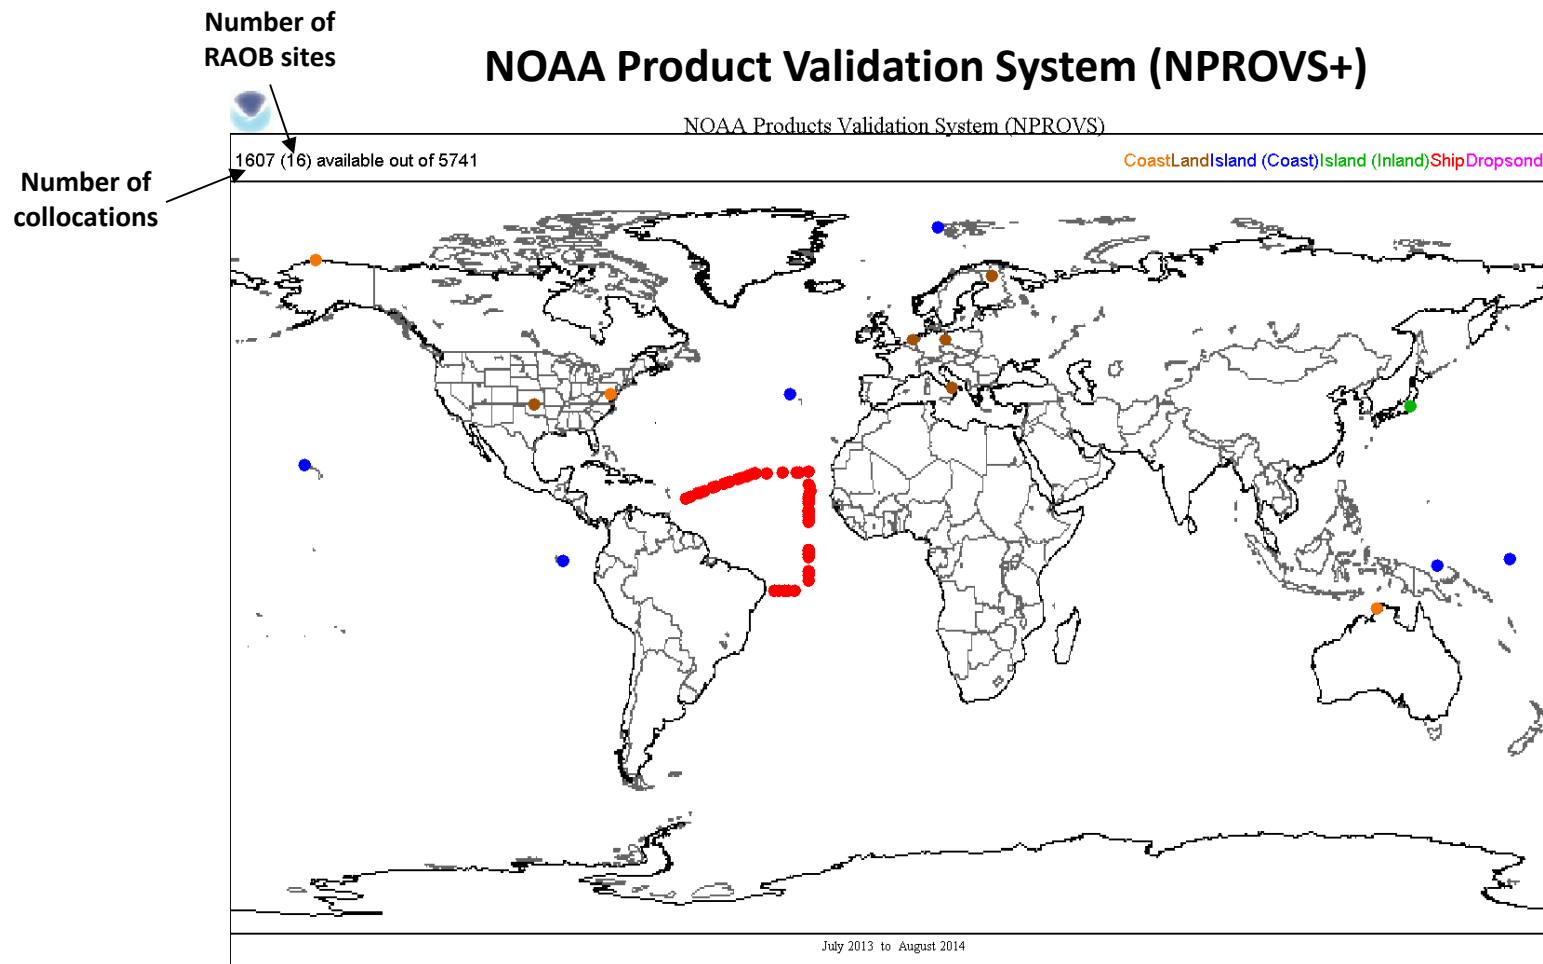 Number of
RAOB sites
NOAA Product Validation System (NPROVS+)
NOAA Products Validation System (NPROVS)
1607 (16) available out of 5741
CoastLandIsland (Coast)Island (Inland)ShipDropsond
Number of
collocations
July 2013 to August 2014